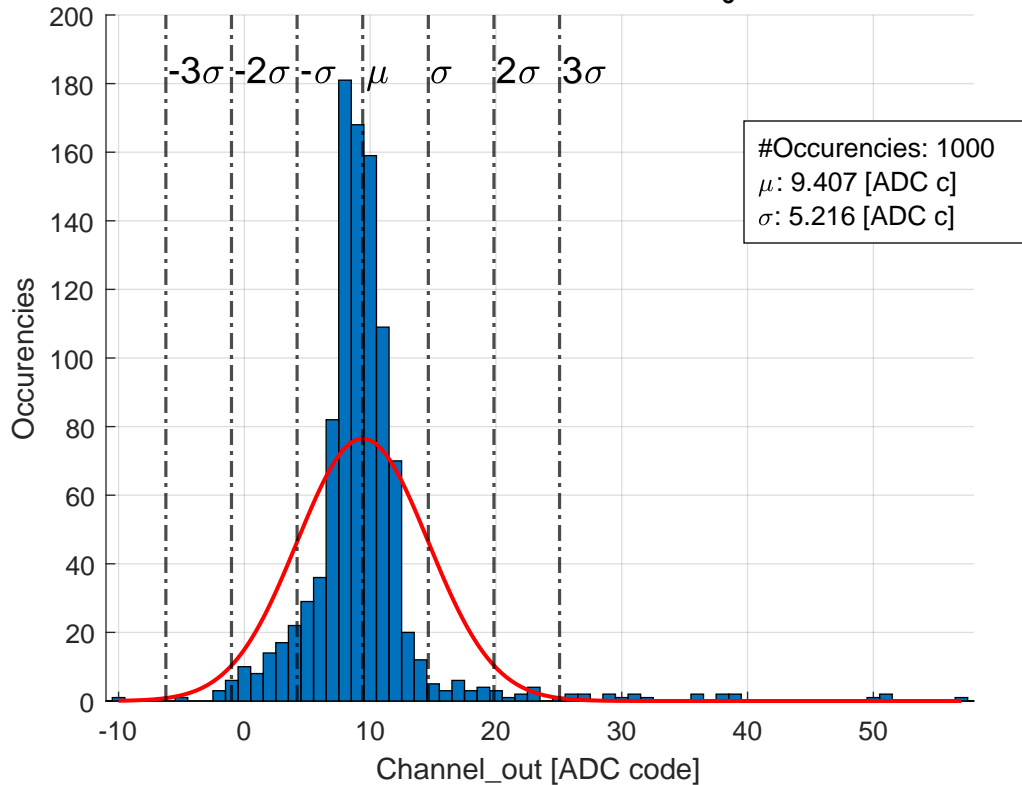 200
180
160
140
120
100
80
60
40
20
0
Occurencies
-3σ
-2σ
-σ
μ
σ
2σ
3σ
#Occurencies: 1000
μ: 9.407 [ADC c]
σ: 5.216 [ADC c]
-10
0
10
20
30
40
50
Channel_out [ADC code]